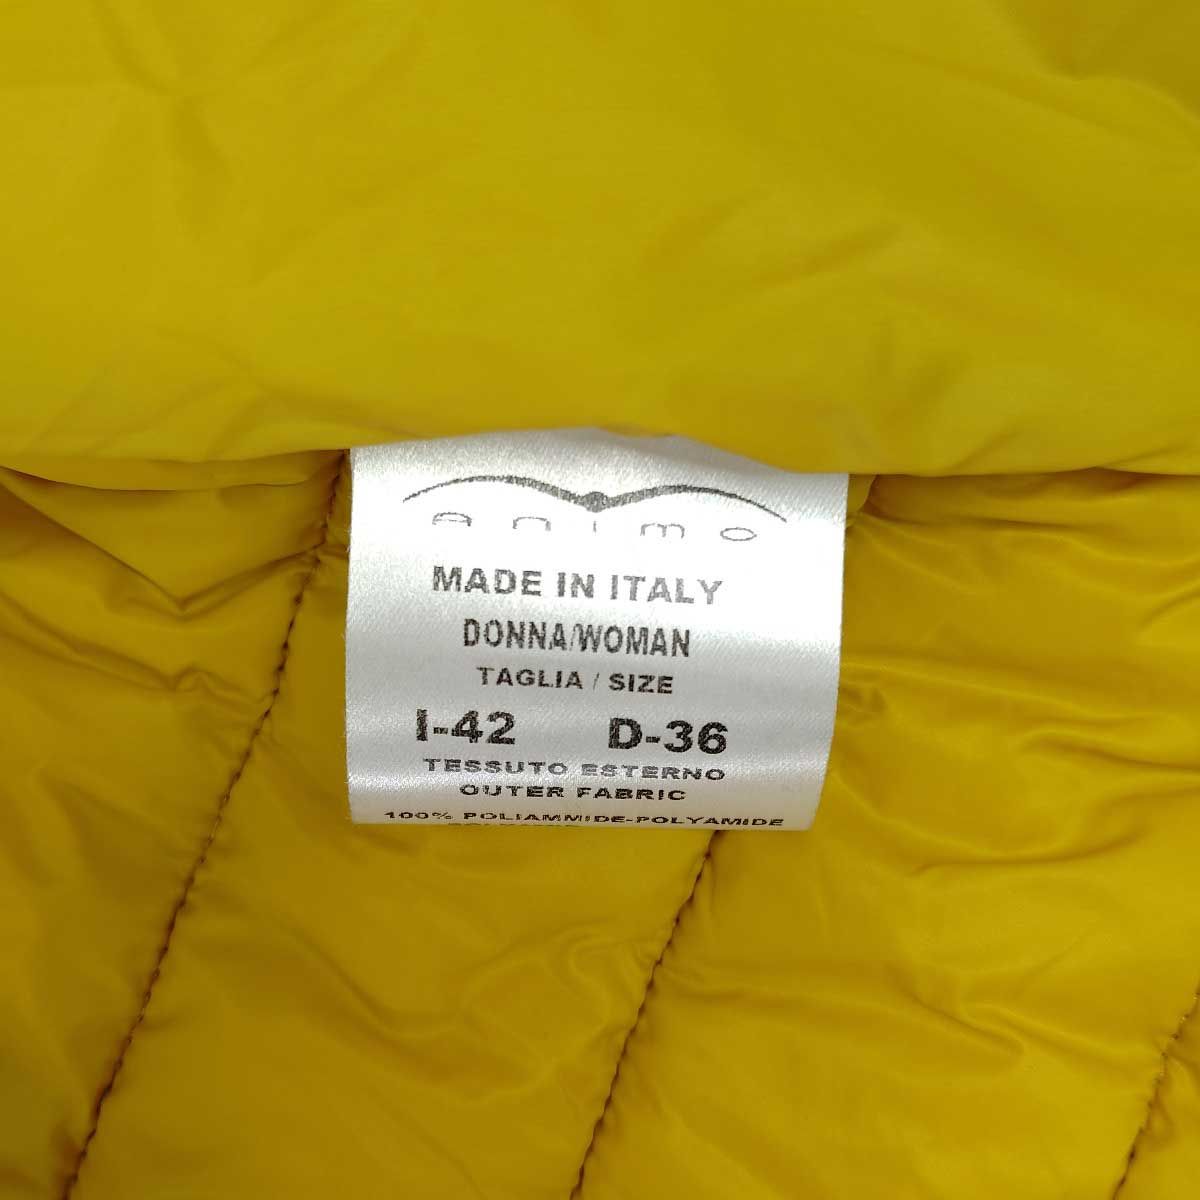 animo
MADE IN ITALY
DONNA/WOMAN
TAGLIA / SIZE
I-42 D-36
TESSUTO ESTERNO
OUTER FABRIC
100% POLIAMMIDE-POLYAMIDE